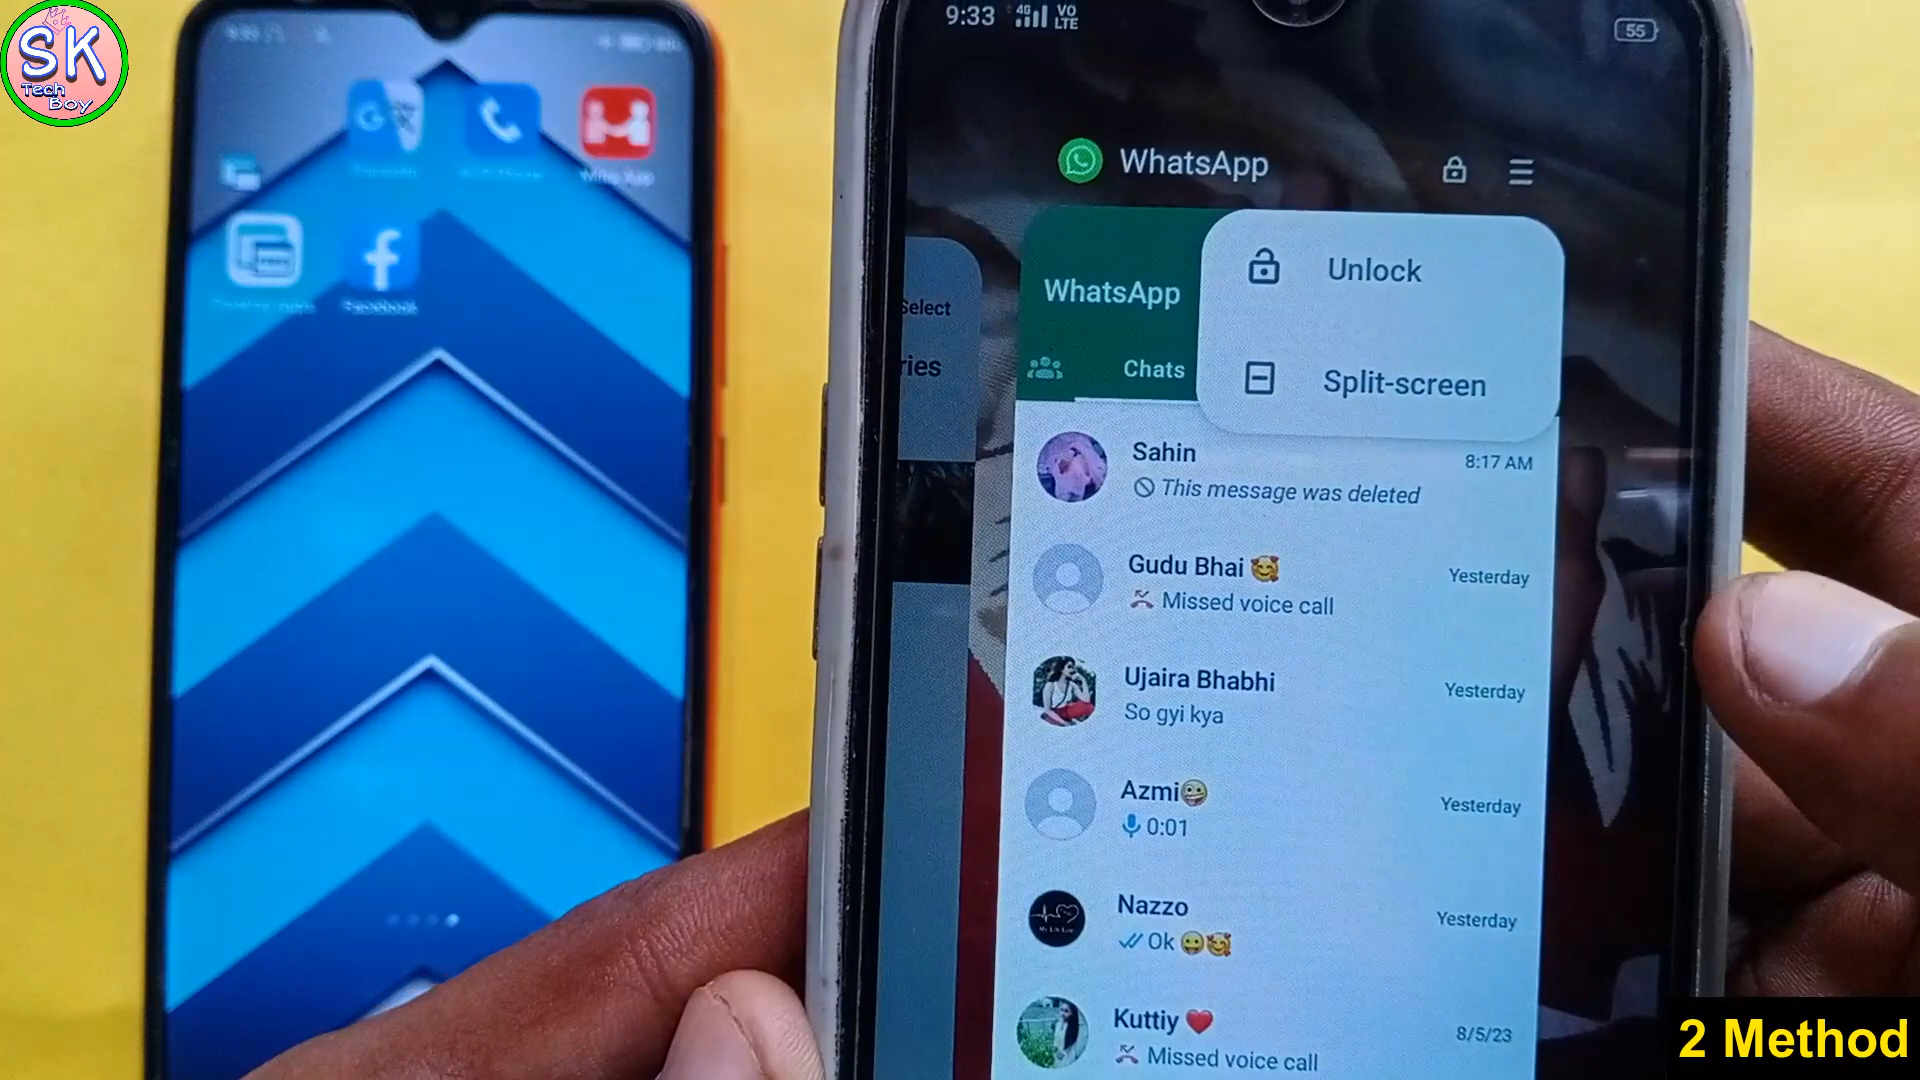 SK
Tech
Boy
9:33 4G VO
LTE
55
WhatsApp
Unlock
Split-screen
WhatsApp
Chats
Select
ries
Sahin
8:17 AM
This message was deleted
Gudu Bhai 🥰
Yesterday
Missed voice call
Ujaira Bhabhi
Yesterday
So gyi kya
Azmi🤪
Yesterday
0:01
Nazzo
Yesterday
Ok 😛🥰
Kuttiy ❤️
8/5/23
Missed voice call
Facebook
2 Method